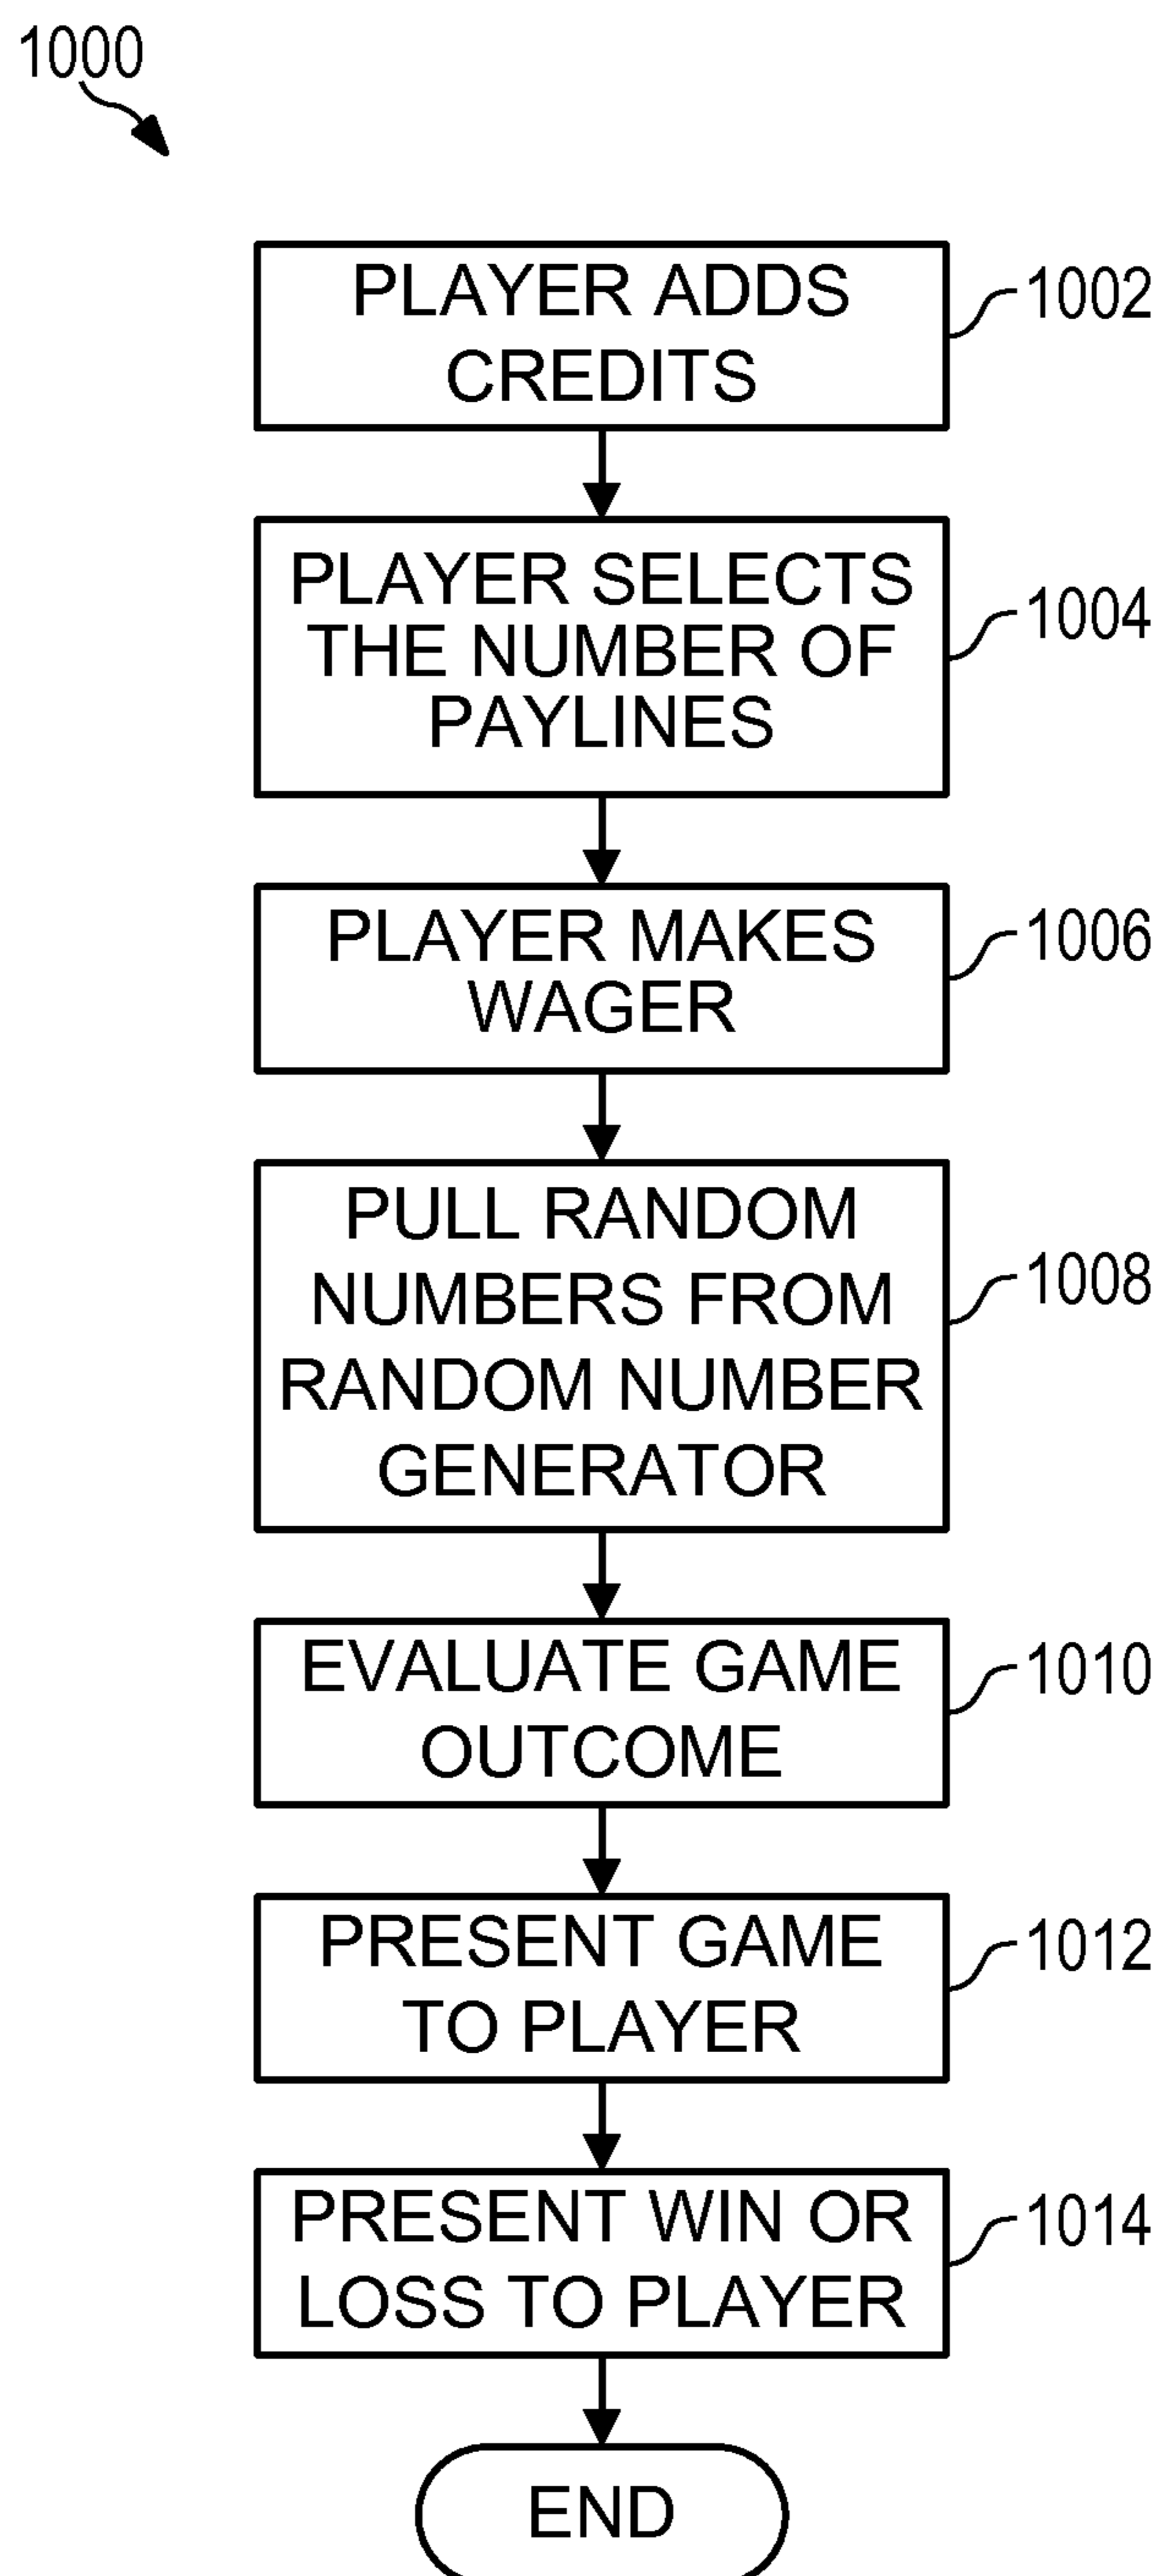 1000
PLAYER ADDS
CREDITS
1002
PLAYER SELECTS
THE NUMBER OF
PAYLINES
1004
PLAYER MAKES
WAGER
1006
PULL RANDOM
NUMBERS FROM
RANDOM NUMBER
GENERATOR
1008
EVALUATE GAME
OUTCOME
1010
PRESENT GAME
TO PLAYER
1012
PRESENT WIN OR
LOSS TO PLAYER
1014
END